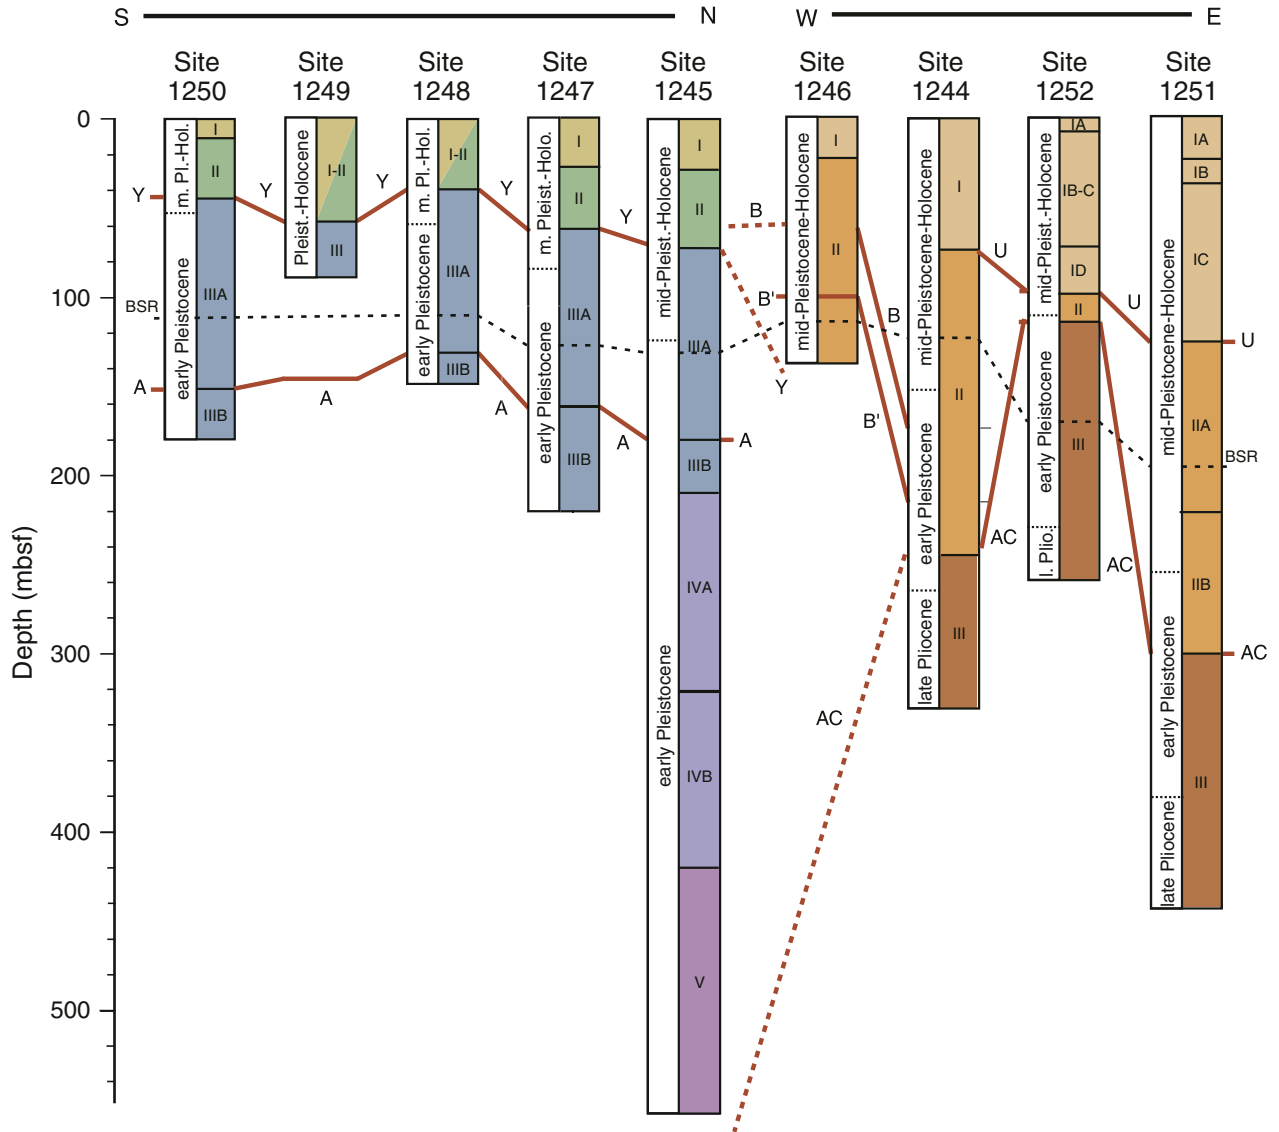 S N W E
Site 1250
Site 1249
Site 1248
Site 1247
Site 1245
Site 1246
Site 1244
Site 1252
Site 1251
Depth (mbsf)
0
100
200
300
400
500
m. Pl.-Hol.
early Pleistocene
I
II
IIIA
IIIB
Y
BSR
A
Y
Pleist.-Holocene
I-II
III
A
Y
m. Pl.-Hol.
early Pleistocene
I-II
IIIA
IIIB
Y
A
m. Pleist.-Holo.
early Pleistocene
I
II
IIIA
IIIB
Y
A
mid-Pleist.-Holocene
early Pleistocene
I
II
IIIA
IIIB
IVA
IVB
V
A
B
B'
Y
mid-Pleistocene-Holocene
I
II
B
B'
AC
mid-Pleistocene-Holocene
early Pleistocene
late Pliocene
I
II
III
U
AC
mid-Pleist.-Holocene
early Pleistocene
l. Plio.
IA
IB-C
ID
II
III
U
AC
mid-Pleistocene-Holocene
early Pleistocene
late Pliocene
IA
IB
IC
IIA
IIB
III
U
BSR
AC